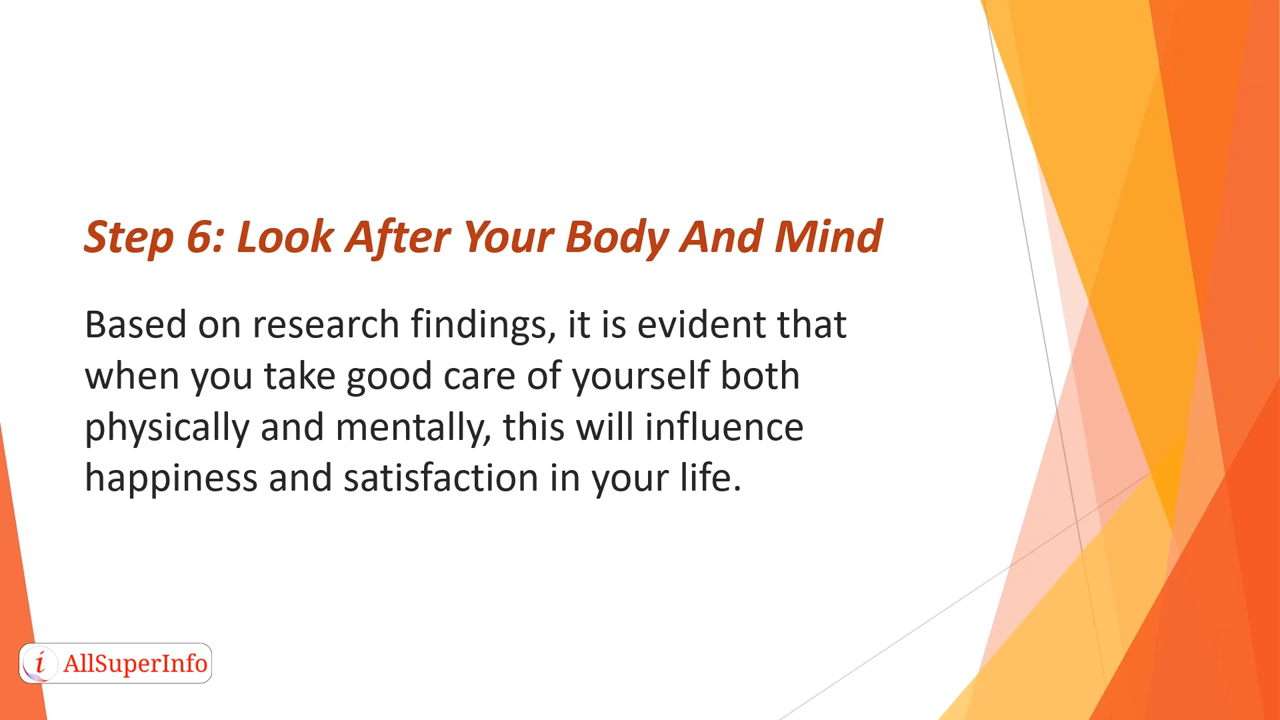 Step 6: Look After Your Body And Mind
Based on research findings, it is evident that
when you take good care of yourself both
physically and mentally, this will influence
happiness and satisfaction in your life.
i AllSuperInfo